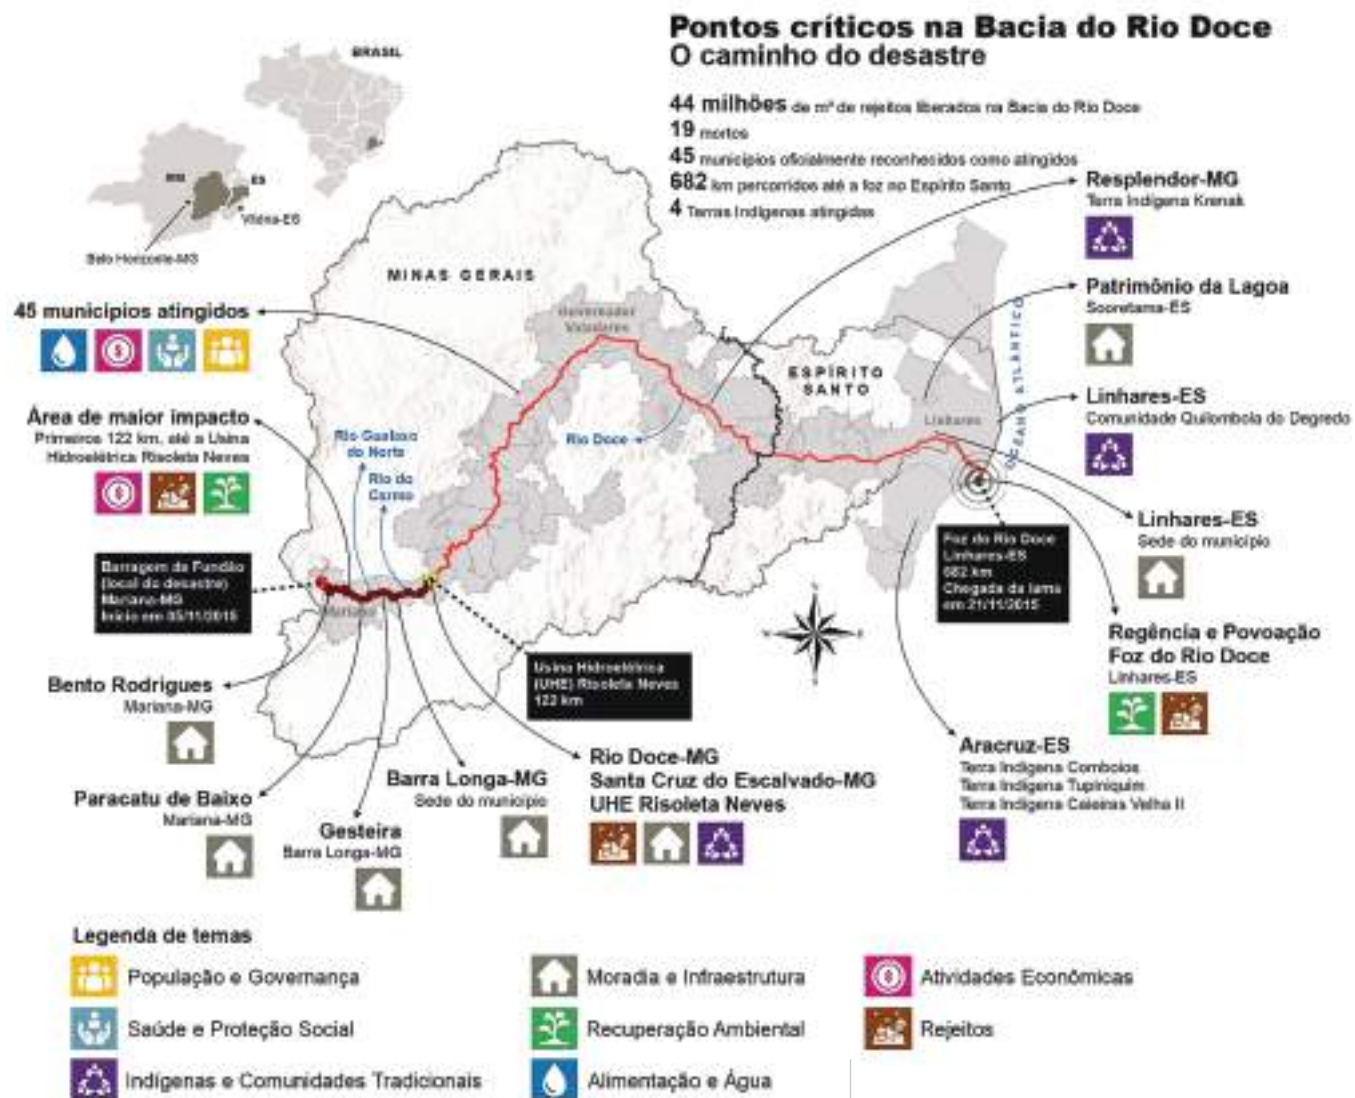 Pontos críticos na Bacia do Rio Doce
O caminho do desastre
44 milhões de m³ de rejeitos liberados na Bacia do Rio Doce
19 mortos
45 municípios oficialmente reconhecidos como atingidos
682 km percorridos até a foz no Espírito Santo
4 Terras Indígenas atingidas
BRASIL
MG
ES
Vitória-ES
Belo Horizonte-MG
MINAS GERAIS
Governador
Valadares
ESPÍRITO
SANTO
Linhares
OCEANO ATLÂNTICO
Mariana
Rio Gualaxo
do Norte
Rio do
Carmo
Rio Doce
45 municípios atingidos
Área de maior impacto
Primeiros 122 km, até a Usina
Hidroelétrica Risoleta Neves
Barragem de Fundão
(local do desastre)
Mariana-MG
Início em 05/11/2015
Usina Hidroelétrica
(UHE) Risoleta Neves
122 km
Foz do Rio Doce
Linhares-ES
682 km
Chegada da lama
em 21/11/2015
Resplendor-MG
Terra Indígena Krenak
Patrimônio da Lagoa
Sooretama-ES
Linhares-ES
Comunidade Quilombola do Degredo
Linhares-ES
Sede do município
Regência e Povoação
Foz do Rio Doce
Linhares-ES
Aracruz-ES
Terra Indígena Comboios
Terra Indígena Tupiniquim
Terra Indígena Caieiras Velha II
Bento Rodrigues
Mariana-MG
Paracatu de Baixo
Mariana-MG
Gesteira
Barra Longa-MG
Barra Longa-MG
Sede do município
Rio Doce-MG
Santa Cruz do Escalvado-MG
UHE Risoleta Neves
Legenda de temas
População e Governança
Saúde e Proteção Social
Indígenas e Comunidades Tradicionais
Moradia e Infraestrutura
Recuperação Ambiental
Alimentação e Água
Atividades Econômicas
Rejeitos